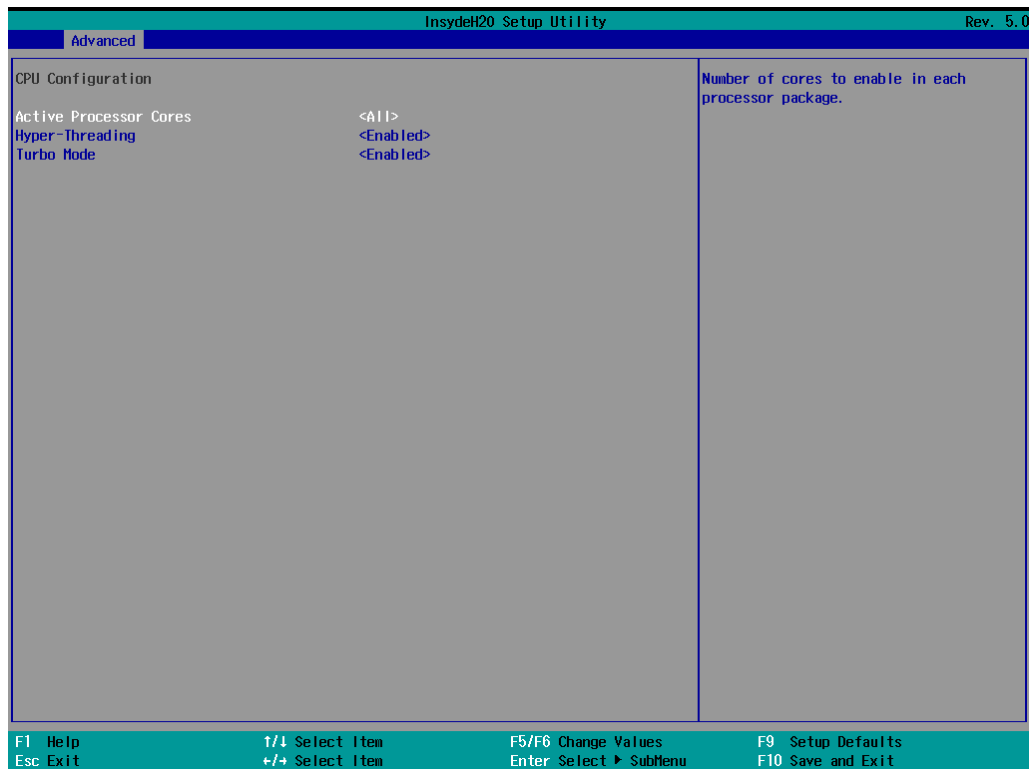 InsydeH20 Setup Utility Rev. 5.0
Advanced
CPU Configuration
Active Processor Cores <All>
Hyper-Threading <Enabled>
Turbo Mode <Enabled>
Number of cores to enable in each
processor package.
F1 Help ↑/↓ Select Item F5/F6 Change Values F9 Setup Defaults
Esc Exit ←/→ Select Item Enter Select ▶ SubMenu F10 Save and Exit